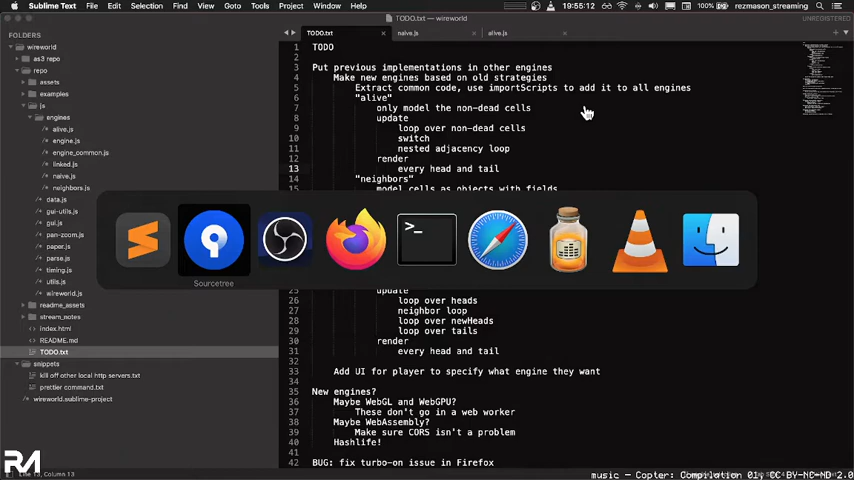 Sublime Text File Edit Selection Find View Goto Tools Project Window Help
100% 19:55:12 rezmason_streaming
TODO.txt — wireworld
UNREGISTERED
FOLDERS
wireworld
as3 repo
repo
assets
examples
js
engines
alive.js
engine.js
engine_common.js
linked.js
naive.js
neighbors.js
data.js
gui-utils.js
gui.js
pan-zoom.js
paper.js
parse.js
timing.js
utils.js
wireworld.js
readme_assets
stream_notes
index.html
README.md
TODO.txt
snippets
kill off other local http servers.txt
prettier command.txt
wireworld.sublime-project
TODO.txt × naive.js × alive.js ×
1 TODO
2
3 Put previous implementations in other engines
4 Make new engines based on old strategies
5 Extract common code, use importScripts to add it to all engines
6 "alive"
7 only model the non-dead cells
8 update
9 loop over non-dead cells
10 switch
11 nested adjacency loop
12 render
13 every head and tail
14 "neighbors"
15 model cells as objects with fields
Sourcetree
25 update
26 loop over heads
27 neighbor loop
28 loop over newHeads
29 loop over tails
30 render
31 every head and tail
32
33 Add UI for player to specify what engine they want
34
35 New engines?
36 Maybe WebGL and WebGPU?
37 These don't go in a web worker
38 Maybe WebAssembly?
39 Make sure CORS isn't a problem
40 Hashlife!
41
42 BUG: fix turbo-on issue in Firefox
RM
Line 13, Column 13
music — Copter: Compilation 01, CC BY-NC-ND 2.0